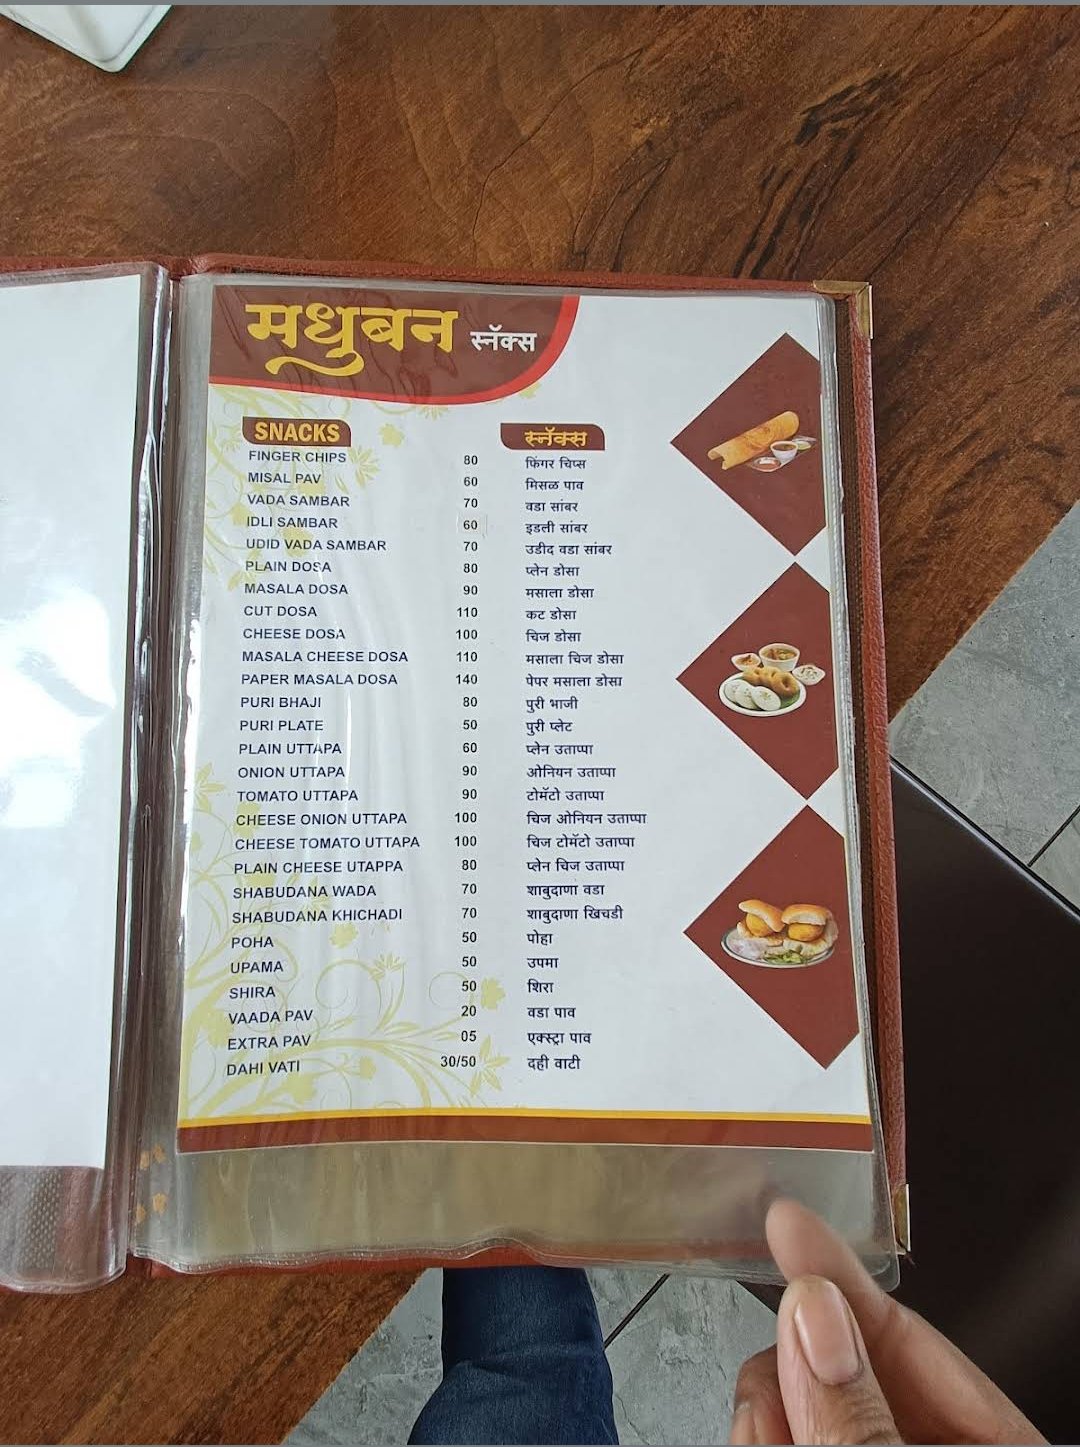 मधुबन स्नॅक्स
SNACKS स्नॅक्स
FINGER CHIPS 80 फिंगर चिप्स
MISAL PAV 60 मिसळ पाव
VADA SAMBAR 70 वडा सांबर
IDLI SAMBAR 60 इडली सांबर
UDID VADA SAMBAR 70 उडीद वडा सांबर
PLAIN DOSA 80 प्लेन डोसा
MASALA DOSA 90 मसाला डोसा
CUT DOSA 110 कट डोसा
CHEESE DOSA 100 चिज डोसा
MASALA CHEESE DOSA 110 मसाला चिज डोसा
PAPER MASALA DOSA 140 पेपर मसाला डोसा
PURI BHAJI 80 पुरी भाजी
PURI PLATE 50 पुरी प्लेट
PLAIN UTTAPA 60 प्लेन उताप्पा
ONION UTTAPA 90 ओनियन उताप्पा
TOMATO UTTAPA 90 टोमॅटो उताप्पा
CHEESE ONION UTTAPA 100 चिज ओनियन उताप्पा
CHEESE TOMATO UTTAPA 100 चिज टोमॅटो उताप्पा
PLAIN CHEESE UTAPPA 80 प्लेन चिज उताप्पा
SHABUDANA WADA 70 शाबुदाणा वडा
SHABUDANA KHICHADI 70 शाबुदाणा खिचडी
POHA 50 पोहा
UPAMA 50 उपमा
SHIRA 50 शिरा
VAADA PAV 20 वडा पाव
EXTRA PAV 05 एक्स्ट्रा पाव
DAHI VATI 30/50 दही वाटी